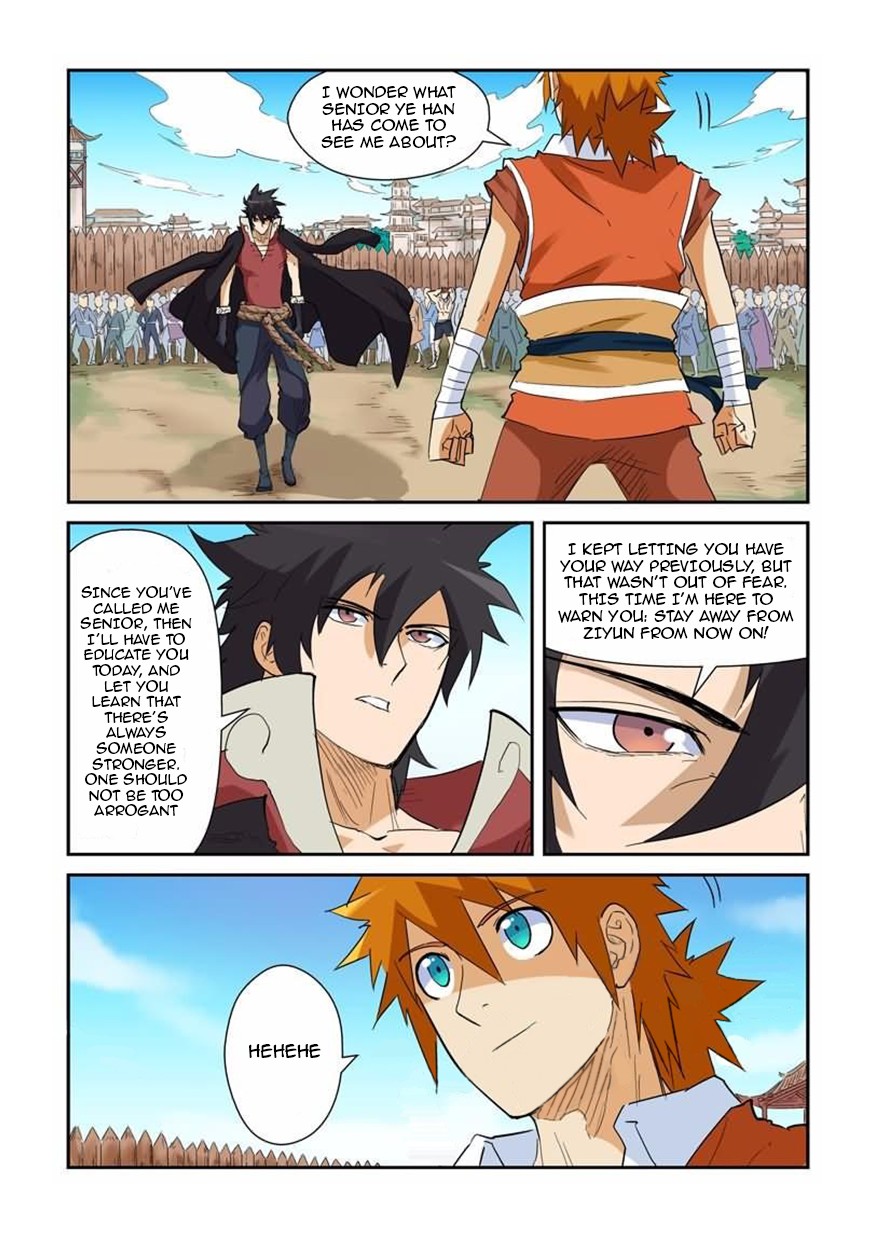 I WONDER WHAT
SENIOR YE HAN
HAS COME TO
SEE ME ABOUT?
SINCE YOU'VE
CALLED ME
SENIOR, THEN
I'LL HAVE TO
EDUCATE YOU
TODAY, AND
LET YOU
LEARN THAT
THERE'S
ALWAYS
SOMEONE
STRONGER.
ONE SHOULD
NOT BE TOO
ARROGANT
I KEPT LETTING YOU HAVE
YOUR WAY PREVIOUSLY, BUT
THAT WASN'T OUT OF FEAR.
THIS TIME I'M HERE TO
WARN YOU: STAY AWAY FROM
ZIYUN FROM NOW ON!
HEHEHE